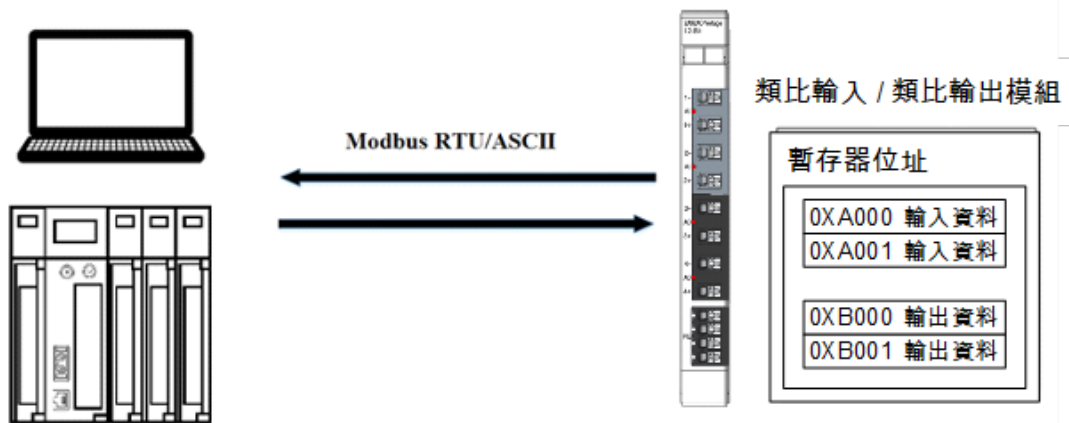 Modbus RTU/ASCII
類比輸入 / 類比輸出模組
暫存器位址
0XA000 輸入資料
0XA001 輸入資料
0XB000 輸出資料
0XB001 輸出資料